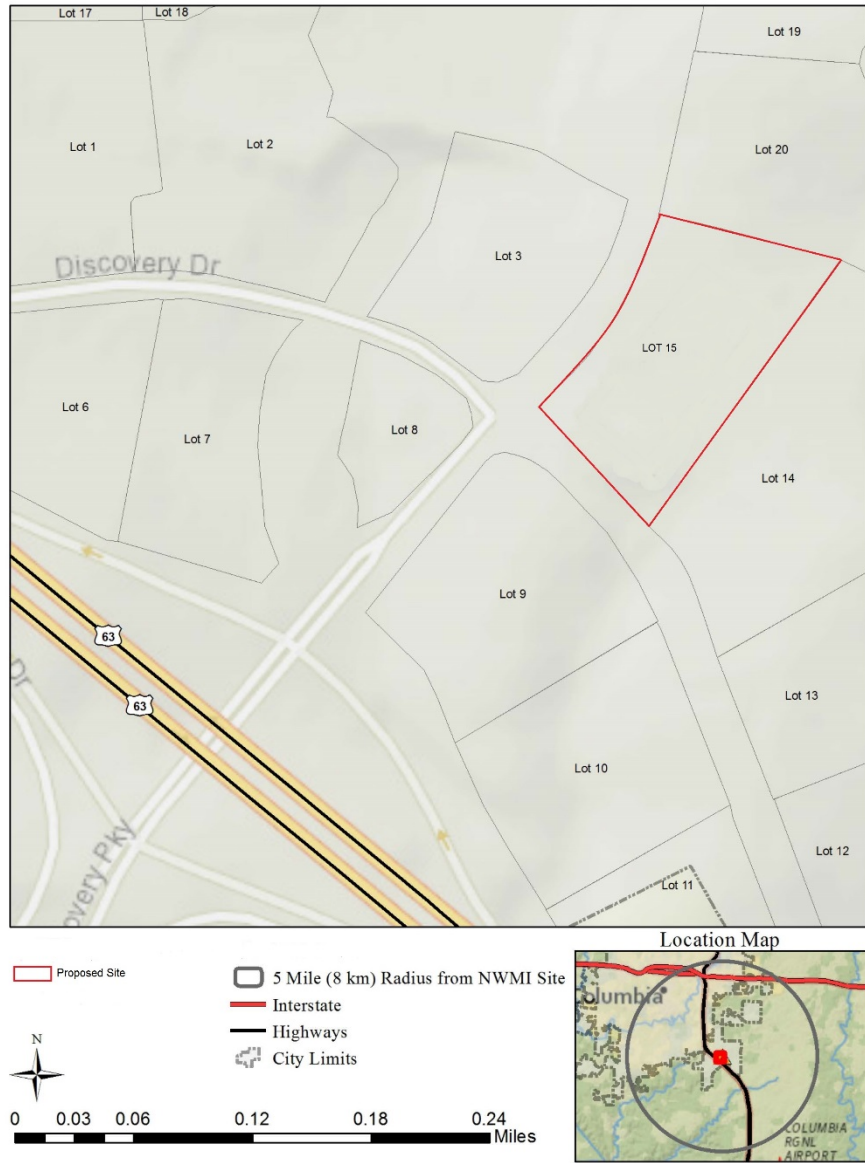 Lot 17
Lot 18
Lot 19
Lot 1
Lot 2
Lot 20
Discovery Dr
Lot 3
LOT 15
Lot 6
Lot 7
Lot 8
Lot 14
Lot 9
63
Dr
63
Lot 13
Lot 10
overy Pky
Lot 12
Lot 11
Proposed Site
5 Mile (8 km) Radius from NWMI Site
Interstate
Highways
City Limits
N
0 0.03 0.06 0.12 0.18 0.24
Miles
Location Map
olumbia
COLUMBIA
RGNL
AIRPORT